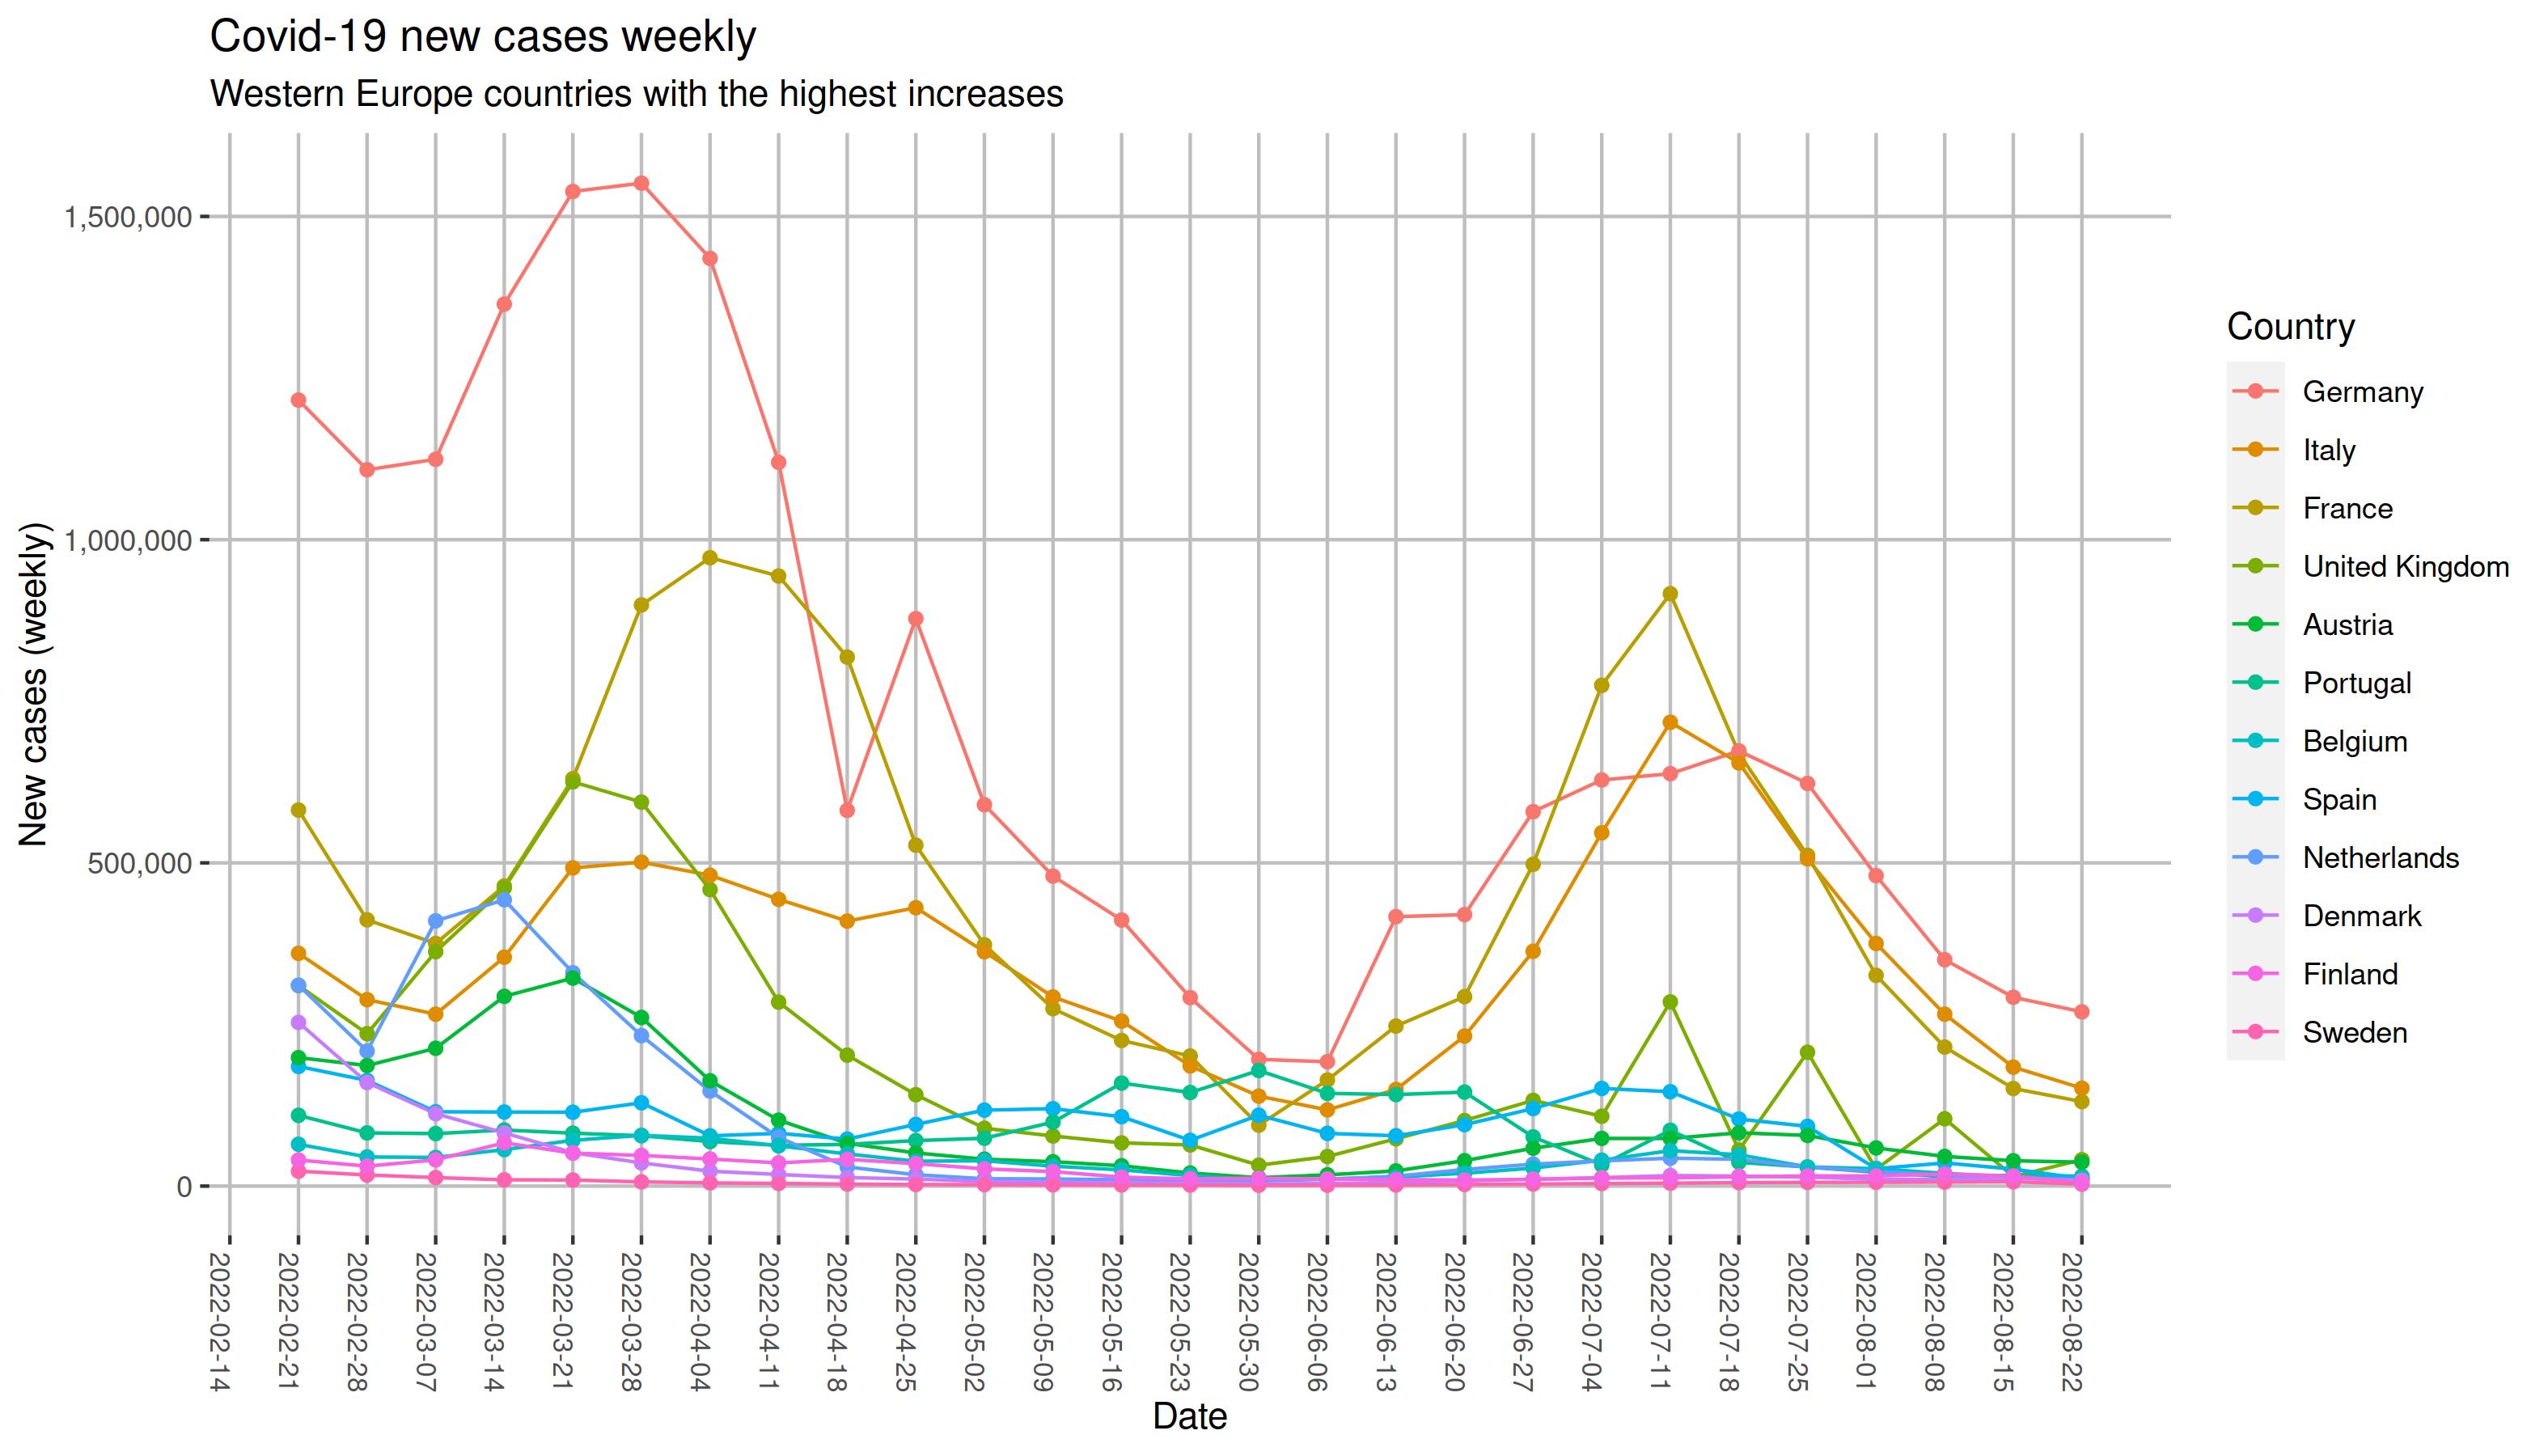 Covid-19 new cases weekly
Western Europe countries with the highest increases
New cases (weekly)
1,500,000
1,000,000
500,000
0
2022-02-14
2022-02-21
2022-02-28
2022-03-07
2022-03-14
2022-03-21
2022-03-28
2022-04-04
2022-04-11
2022-04-18
2022-04-25
2022-05-02
2022-05-09
2022-05-16
2022-05-23
2022-05-30
2022-06-06
2022-06-13
2022-06-20
2022-06-27
2022-07-04
2022-07-11
2022-07-18
2022-07-25
2022-08-01
2022-08-08
2022-08-15
2022-08-22
Date
Country
Germany
Italy
France
United Kingdom
Austria
Portugal
Belgium
Spain
Netherlands
Denmark
Finland
Sweden